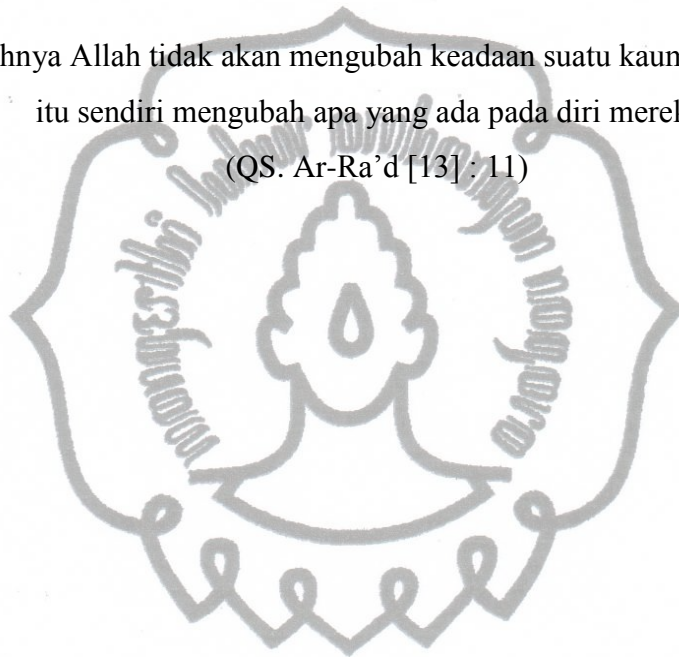 hnya Allah tidak akan mengubah keadaan suatu kaum
itu sendiri mengubah apa yang ada pada diri merek
(QS. Ar-Ra’d [13] : 11)